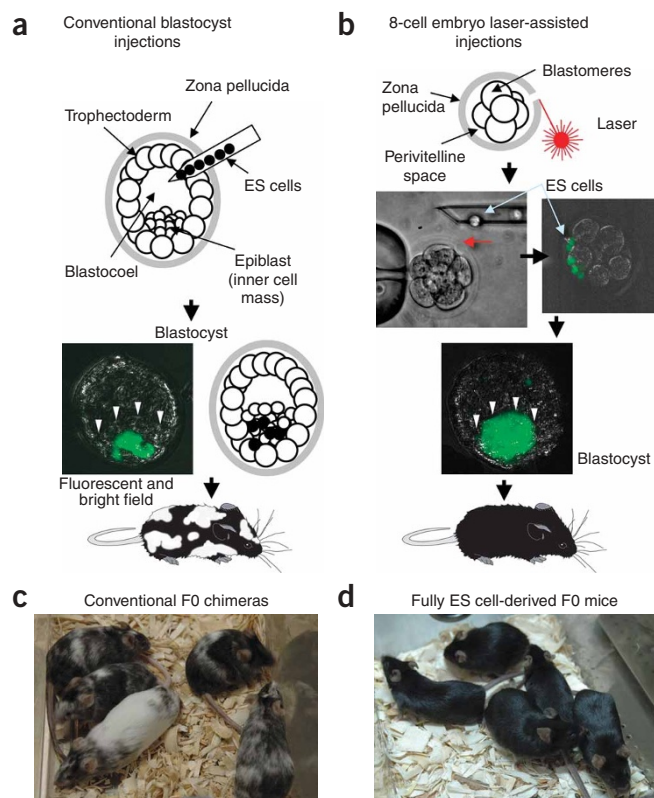 a
Conventional blastocyst
injections
Zona pellucida
Trophectoderm
ES cells
Blastocoel
Epiblast
(inner cell
mass)
Blastocyst
Fluorescent and
bright field
b
8-cell embryo laser-assisted
injections
Blastomeres
Zona
pellucida
Laser
Perivitelline
space
ES cells
Blastocyst
c
Conventional F0 chimeras
d
Fully ES cell-derived F0 mice